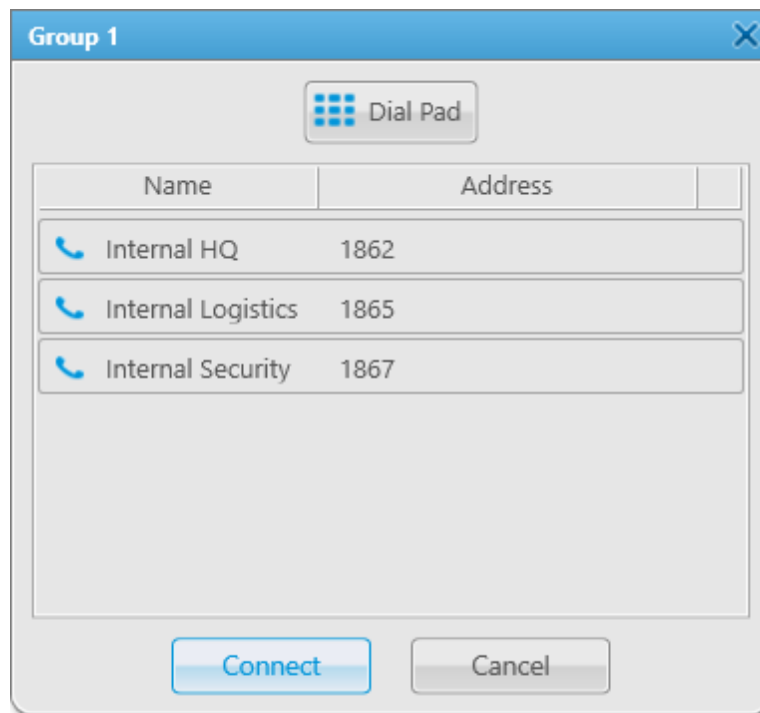 Group 1
Dial Pad
Name Address
Internal HQ 1862
Internal Logistics 1865
Internal Security 1867
Connect Cancel